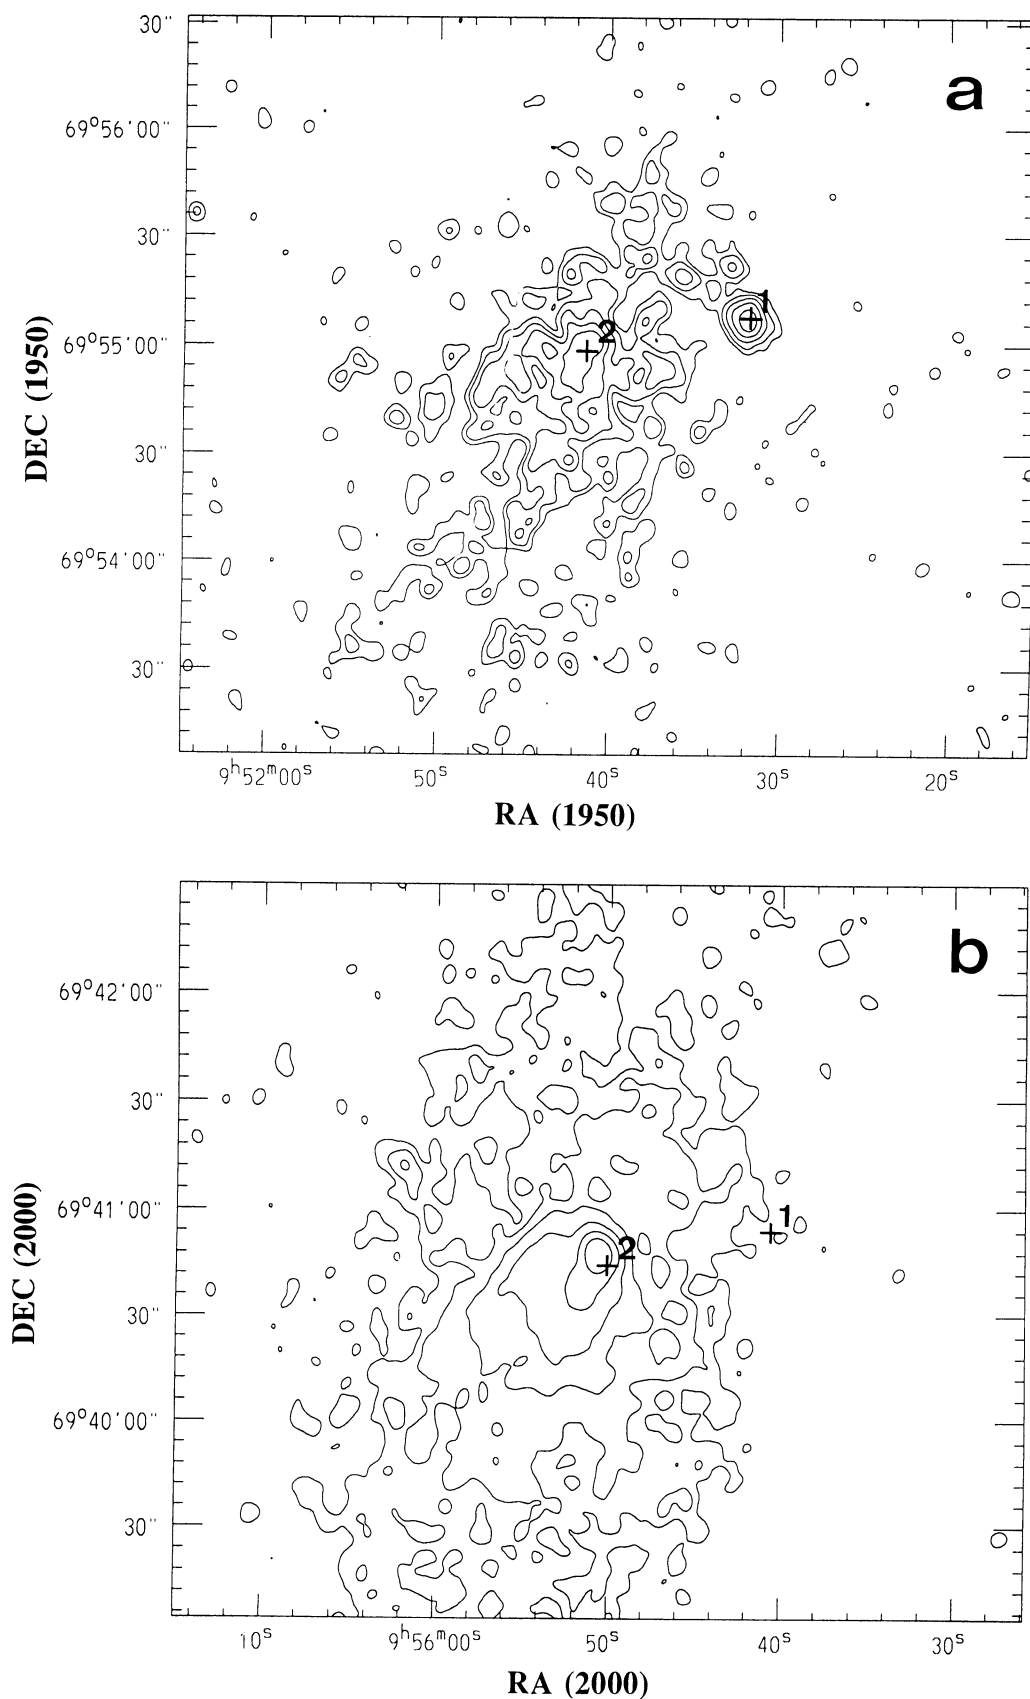 30"
a
69°56'00"
30"
1
2
69°55'00"
DEC (1950)
30"
69°54'00"
30"
9ʰ52ᵐ00ˢ 50ˢ 40ˢ 30ˢ 20ˢ
RA (1950)
b
69°42'00"
30"
69°41'00"
1
2
DEC (2000)
30"
69°40'00"
30"
10ˢ 9ʰ56ᵐ00ˢ 50ˢ 40ˢ 30ˢ
RA (2000)